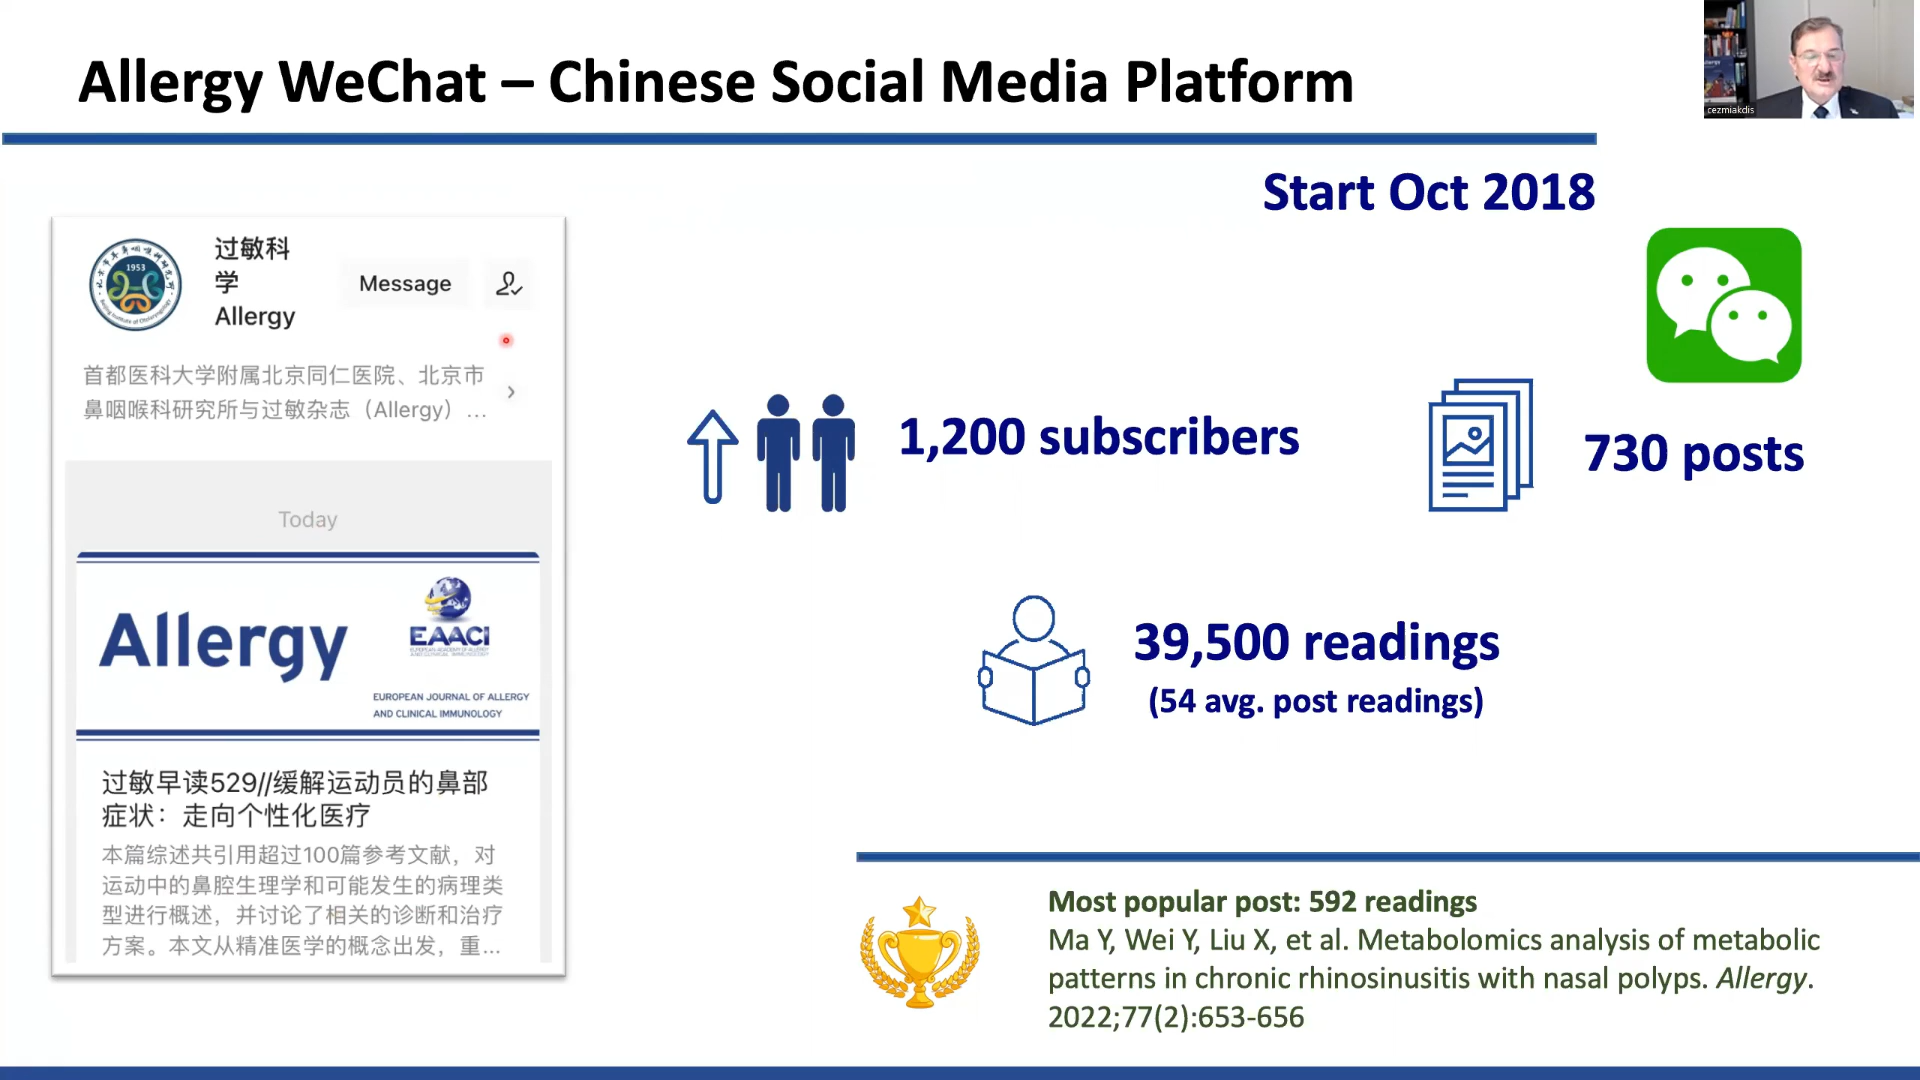 Allergy WeChat – Chinese Social Media Platform
cezmiakdis
Start Oct 2018
1953
过敏科
学
Allergy
Message
首都医科大学附属北京同仁医院、北京市
鼻咽喉科研究所与过敏杂志（Allergy）...
Today
Allergy
EAACI
EUROPEAN JOURNAL OF ALLERGY
AND CLINICAL IMMUNOLOGY
过敏早读529//缓解运动员的鼻部
症状：走向个性化医疗
本篇综述共引用超过100篇参考文献，对
运动中的鼻腔生理学和可能发生的病理类
型进行概述，并讨论了相关的诊断和治疗
方案。本文从精准医学的概念出发，重...
1,200 subscribers
730 posts
39,500 readings
(54 avg. post readings)
Most popular post: 592 readings
Ma Y, Wei Y, Liu X, et al. Metabolomics analysis of metabolic
patterns in chronic rhinosinusitis with nasal polyps. Allergy.
2022;77(2):653-656